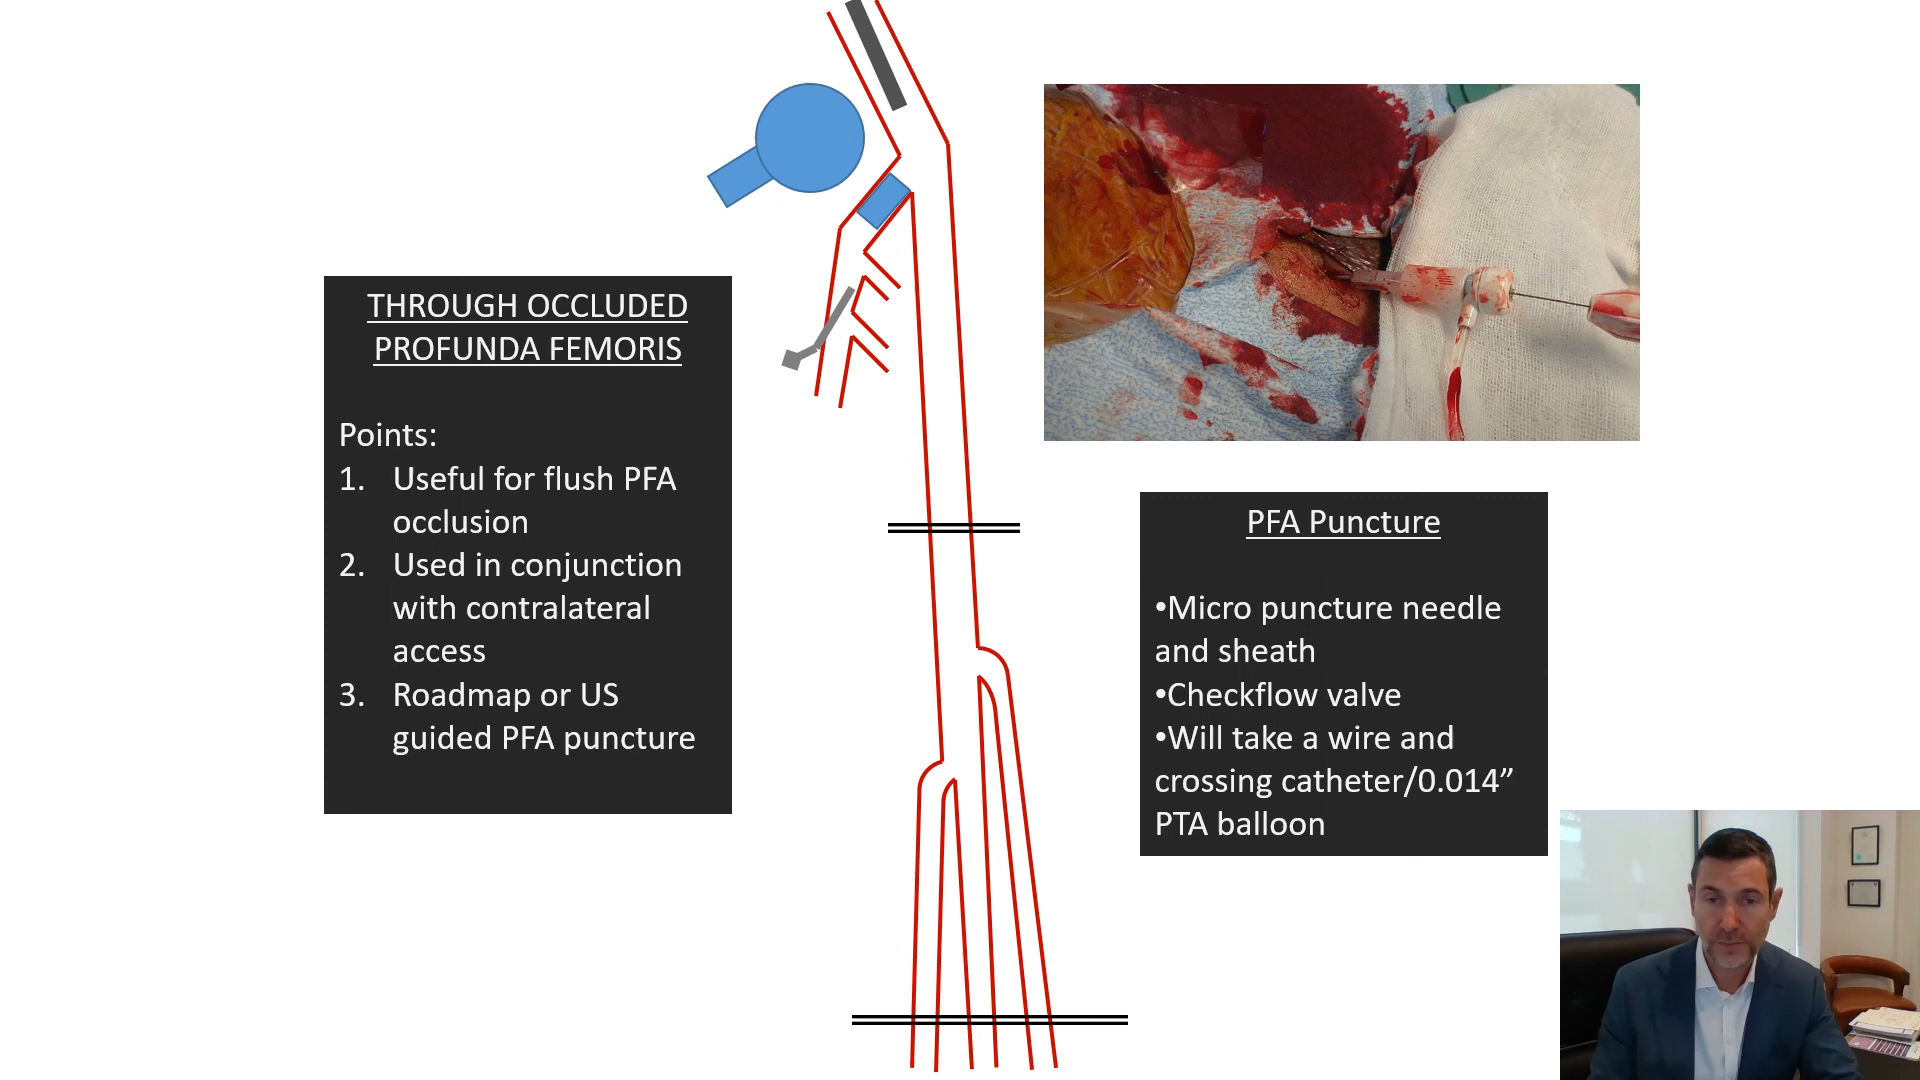 THROUGH OCCLUDED
PROFUNDA FEMORIS
Points:
1. Useful for flush PFA
occlusion
2. Used in conjunction
with contralateral
access
3. Roadmap or US
guided PFA puncture
PFA Puncture
•Micro puncture needle
and sheath
•Checkflow valve
•Will take a wire and
crossing catheter/0.014”
PTA balloon